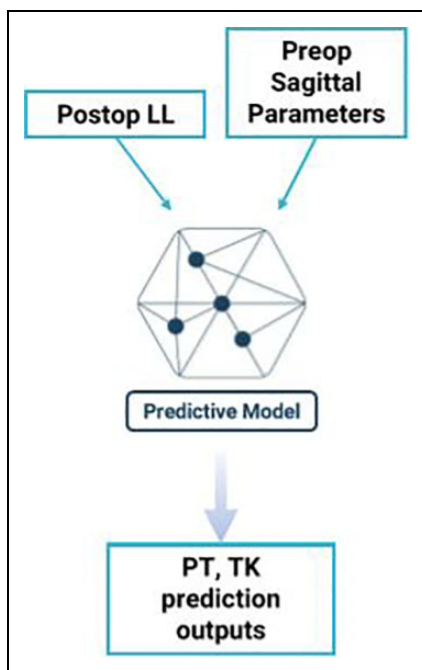 Postop LL
Preop
Sagittal
Parameters
Predictive Model
PT, TK
prediction
outputs